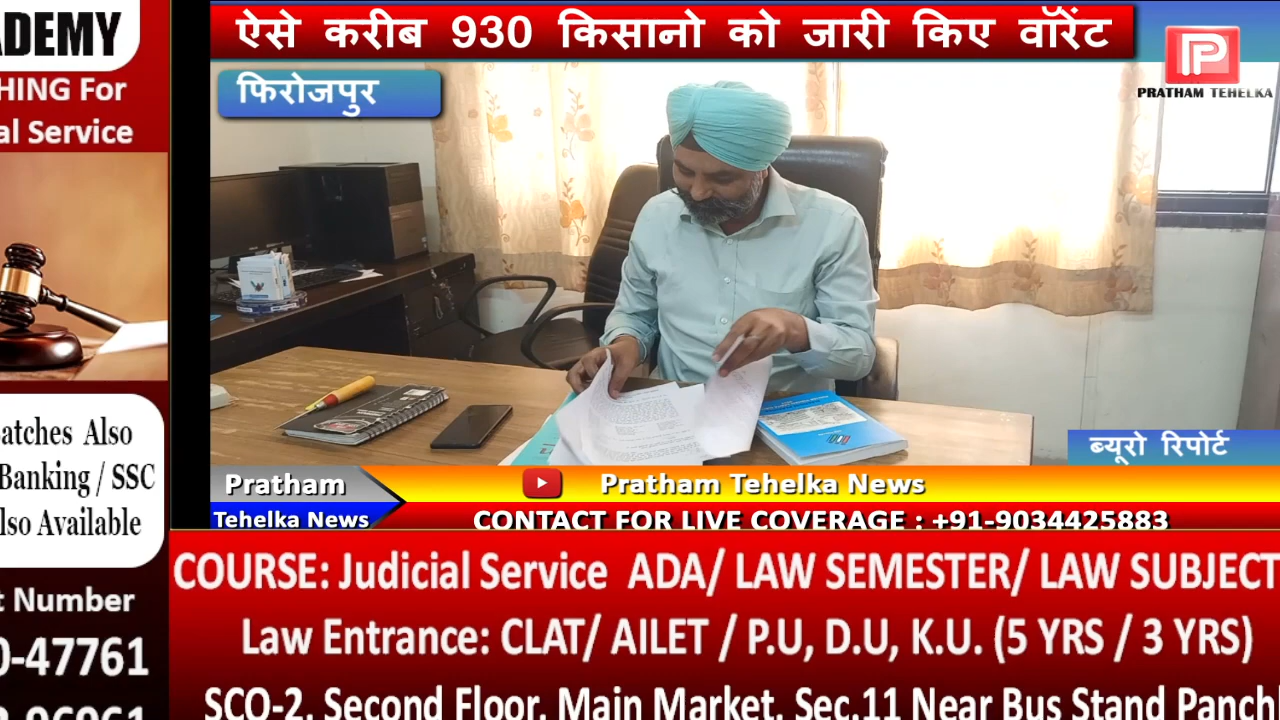 ऐसे करीब 930 किसानो को जारी किए वॉरेंट
PRATHAM TEHELKA
फिरोजपुर
ब्यूरो रिपोर्ट
Pratham
Tehelka News
Pratham Tehelka News
CONTACT FOR LIVE COVERAGE : +91-9034425883
ADEMY
HING For
al Service
atches Also
Banking / SSC
lso Available
t Number
0-47761
COURSE: Judicial Service ADA/ LAW SEMESTER/ LAW SUBJECT
Law Entrance: CLAT/ AILET / P.U, D.U, K.U. (5 YRS / 3 YRS)
SCO-2, Second Floor, Main Market, Sec.11 Near Bus Stand Panch